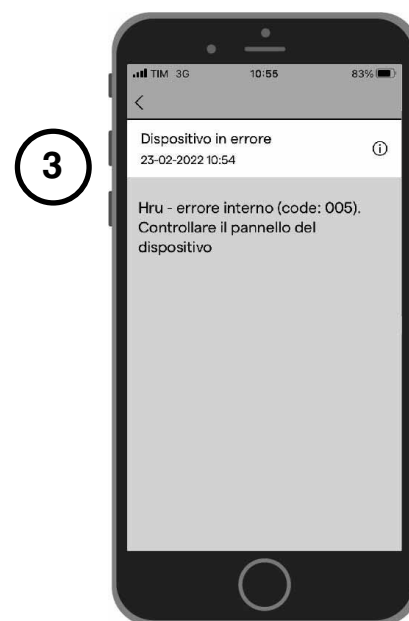 TIM 3G 10:55 83%
Dispositivo in errore
23-02-2022 10:54
3
Hru - errore interno (code: 005).
Controllare il pannello del
dispositivo